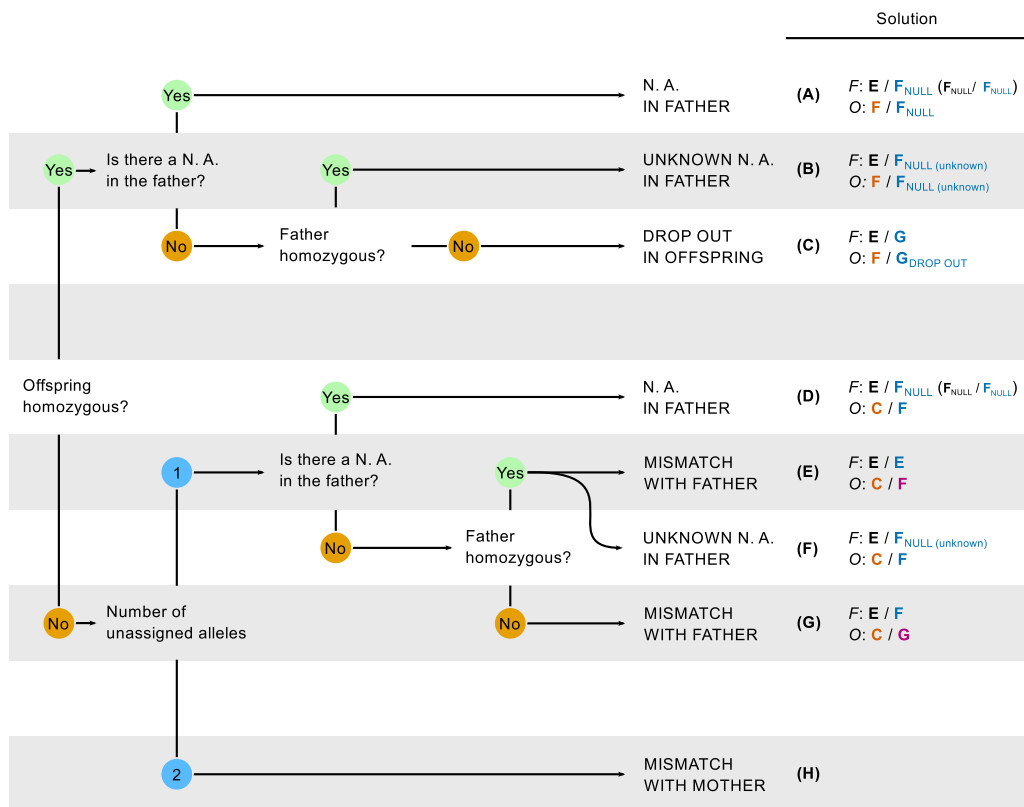 Solution
Yes
N. A.
IN FATHER
(A)
F: E / FNULL (FNULL/ FNULL)
O: F / FNULL
Yes
Is there a N. A.
in the father?
Yes
UNKNOWN N. A.
IN FATHER
(B)
F: E / FNULL (unknown)
O: F / FNULL (unknown)
No
Father
homozygous?
No
DROP OUT
IN OFFSPRING
(C)
F: E / G
O: F / GDROP OUT
Offspring
homozygous?
Yes
N. A.
IN FATHER
(D)
F: E / FNULL (FNULL / FNULL)
O: C / F
1
Is there a N. A.
in the father?
Yes
MISMATCH
WITH FATHER
(E)
F: E / E
O: C / F
No
Father
homozygous?
UNKNOWN N. A.
IN FATHER
(F)
F: E / FNULL (unknown)
O: C / F
No
Number of
unassigned alleles
No
MISMATCH
WITH FATHER
(G)
F: E / F
O: C / G
2
MISMATCH
WITH MOTHER
(H)